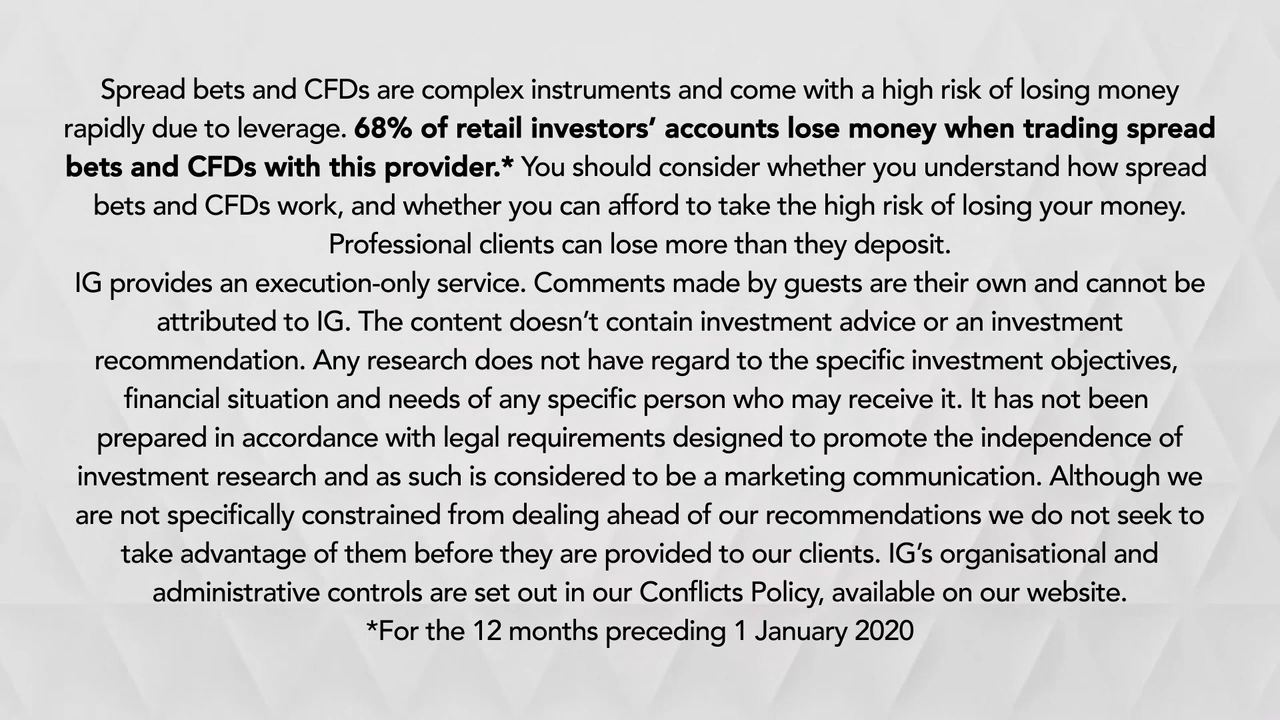 Spread bets and CFDs are complex instruments and come with a high risk of losing money
rapidly due to leverage. 68% of retail investors’ accounts lose money when trading spread
bets and CFDs with this provider.* You should consider whether you understand how spread
bets and CFDs work, and whether you can afford to take the high risk of losing your money.
Professional clients can lose more than they deposit.
IG provides an execution-only service. Comments made by guests are their own and cannot be
attributed to IG. The content doesn’t contain investment advice or an investment
recommendation. Any research does not have regard to the specific investment objectives,
financial situation and needs of any specific person who may receive it. It has not been
prepared in accordance with legal requirements designed to promote the independence of
investment research and as such is considered to be a marketing communication. Although we
are not specifically constrained from dealing ahead of our recommendations we do not seek to
take advantage of them before they are provided to our clients. IG’s organisational and
administrative controls are set out in our Conflicts Policy, available on our website.
*For the 12 months preceding 1 January 2020